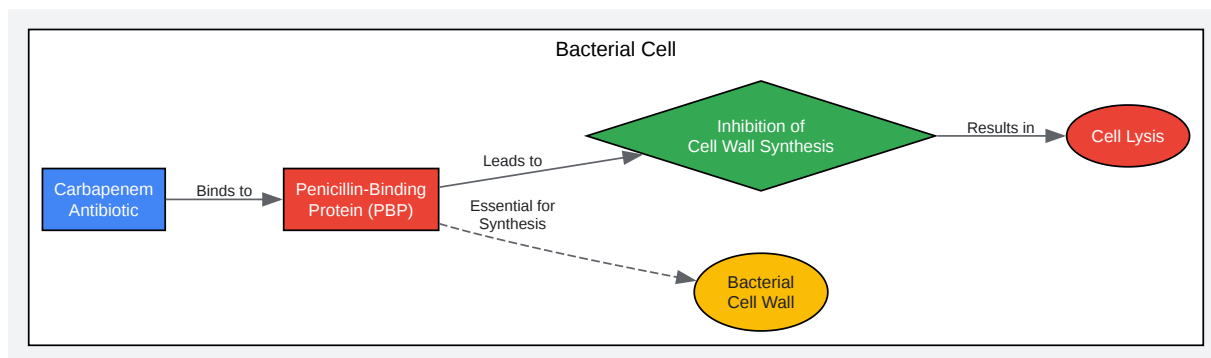 Bacterial Cell
Carbapenem
Antibiotic
Binds to
Penicillin-Binding
Protein (PBP)
Leads to
Essential for
Synthesis
Inhibition of
Cell Wall Synthesis
Results in
Cell Lysis
Bacterial
Cell Wall